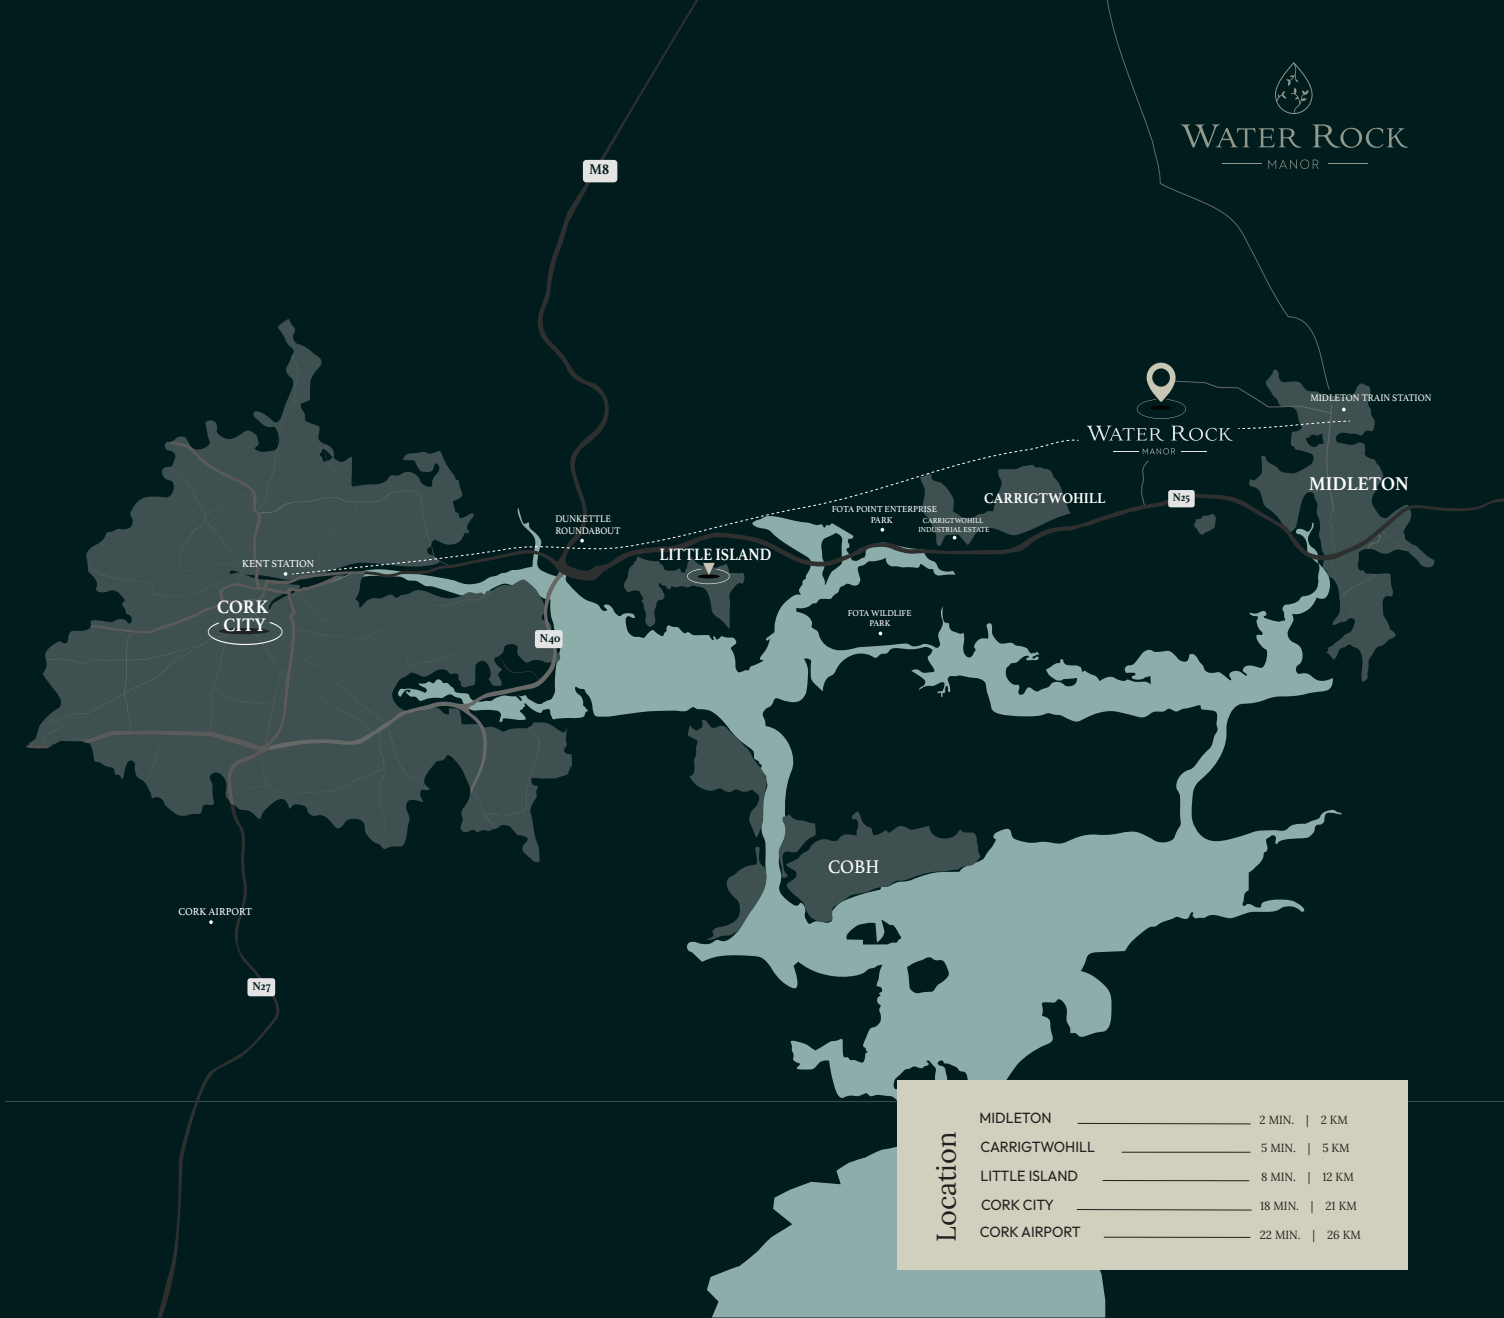 WATER ROCK
MANOR
M8
MIDLETON TRAIN STATION
WATER ROCK
MANOR
MIDLETON
CARRIGTWOHILL
N25
FOTA POINT ENTERPRISE
PARK
CARRIGTWOHILL
INDUSTRIAL ESTATE
DUNKETTLE
ROUNDABOUT
LITTLE ISLAND
KENT STATION
CORK
CITY
FOTA WILDLIFE
PARK
N40
COBH
CORK AIRPORT
N27
Location
MIDLETON 2 MIN. | 2 KM
CARRIGTWOHILL 5 MIN. | 5 KM
LITTLE ISLAND 8 MIN. | 12 KM
CORK CITY 18 MIN. | 21 KM
CORK AIRPORT 22 MIN. | 26 KM